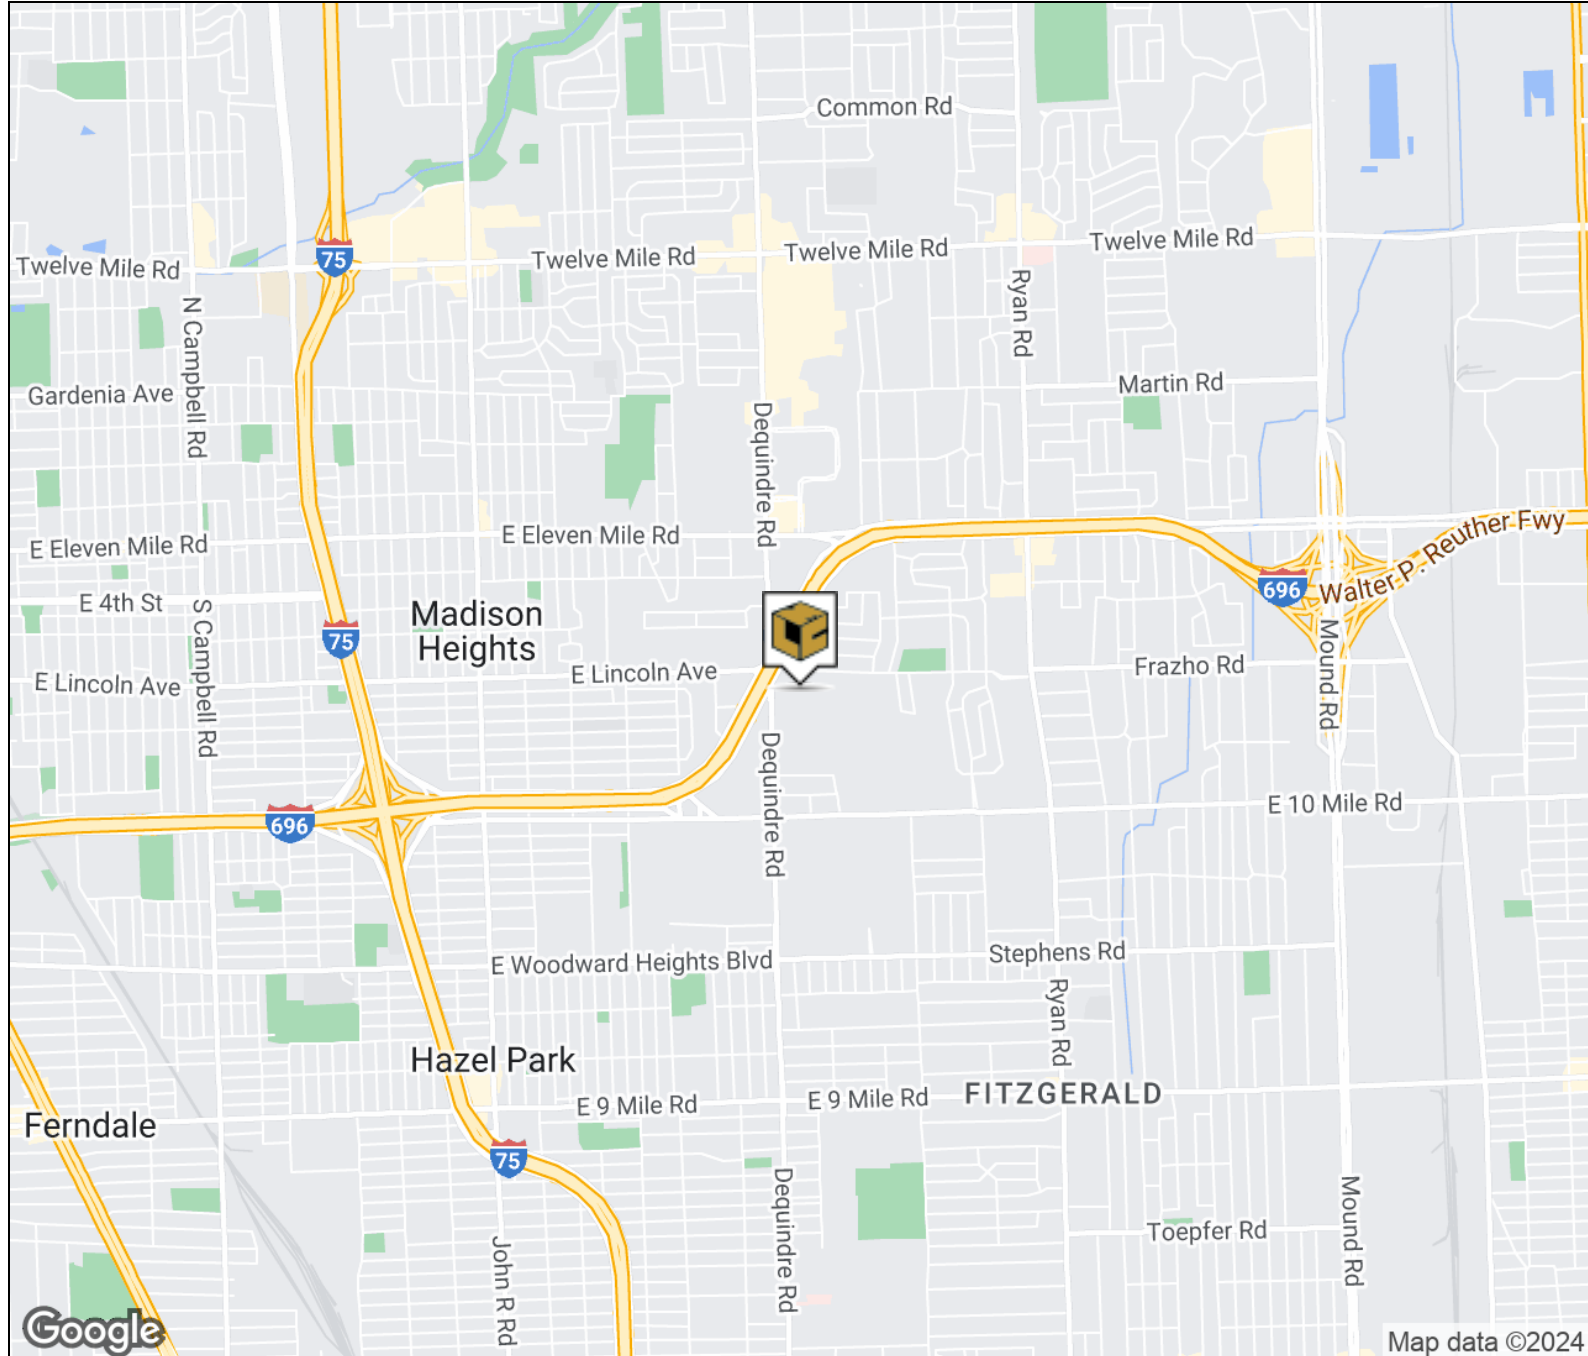 Common Rd
Twelve Mile Rd
75
Twelve Mile Rd
Twelve Mile Rd
Twelve Mile Rd
N Campbell Rd
Ryan Rd
Gardenia Ave
Martin Rd
Dequindre Rd
E Eleven Mile Rd
E Eleven Mile Rd
Walter P. Reuther Fwy
696
E 4th St
S Campbell Rd
75
Madison
Heights
Mound Rd
E Lincoln Ave
E Lincoln Ave
Frazho Rd
Dequindre Rd
696
E 10 Mile Rd
E Woodward Heights Blvd
Stephens Rd
Ryan Rd
Hazel Park
E 9 Mile Rd
E 9 Mile Rd
FITZGERALD
Ferndale
75
Dequindre Rd
Mound Rd
John R Rd
Toepfer Rd
Google
Map data ©2024